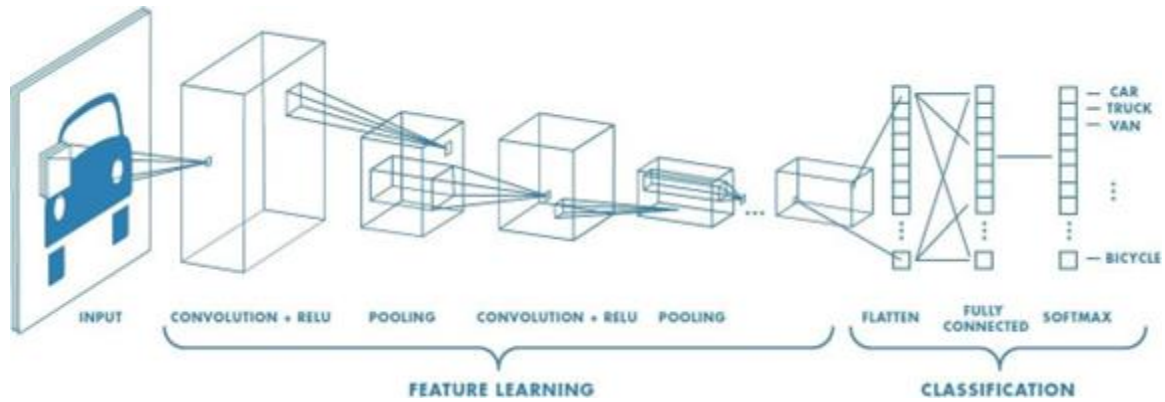 CAR
TRUCK
VAN
BICYCLE
INPUT
CONVOLUTION + RELU
POOLING
CONVOLUTION + RELU
POOLING
FLATTEN
FULLY
CONNECTED
SOFTMAX
FEATURE LEARNING
CLASSIFICATION